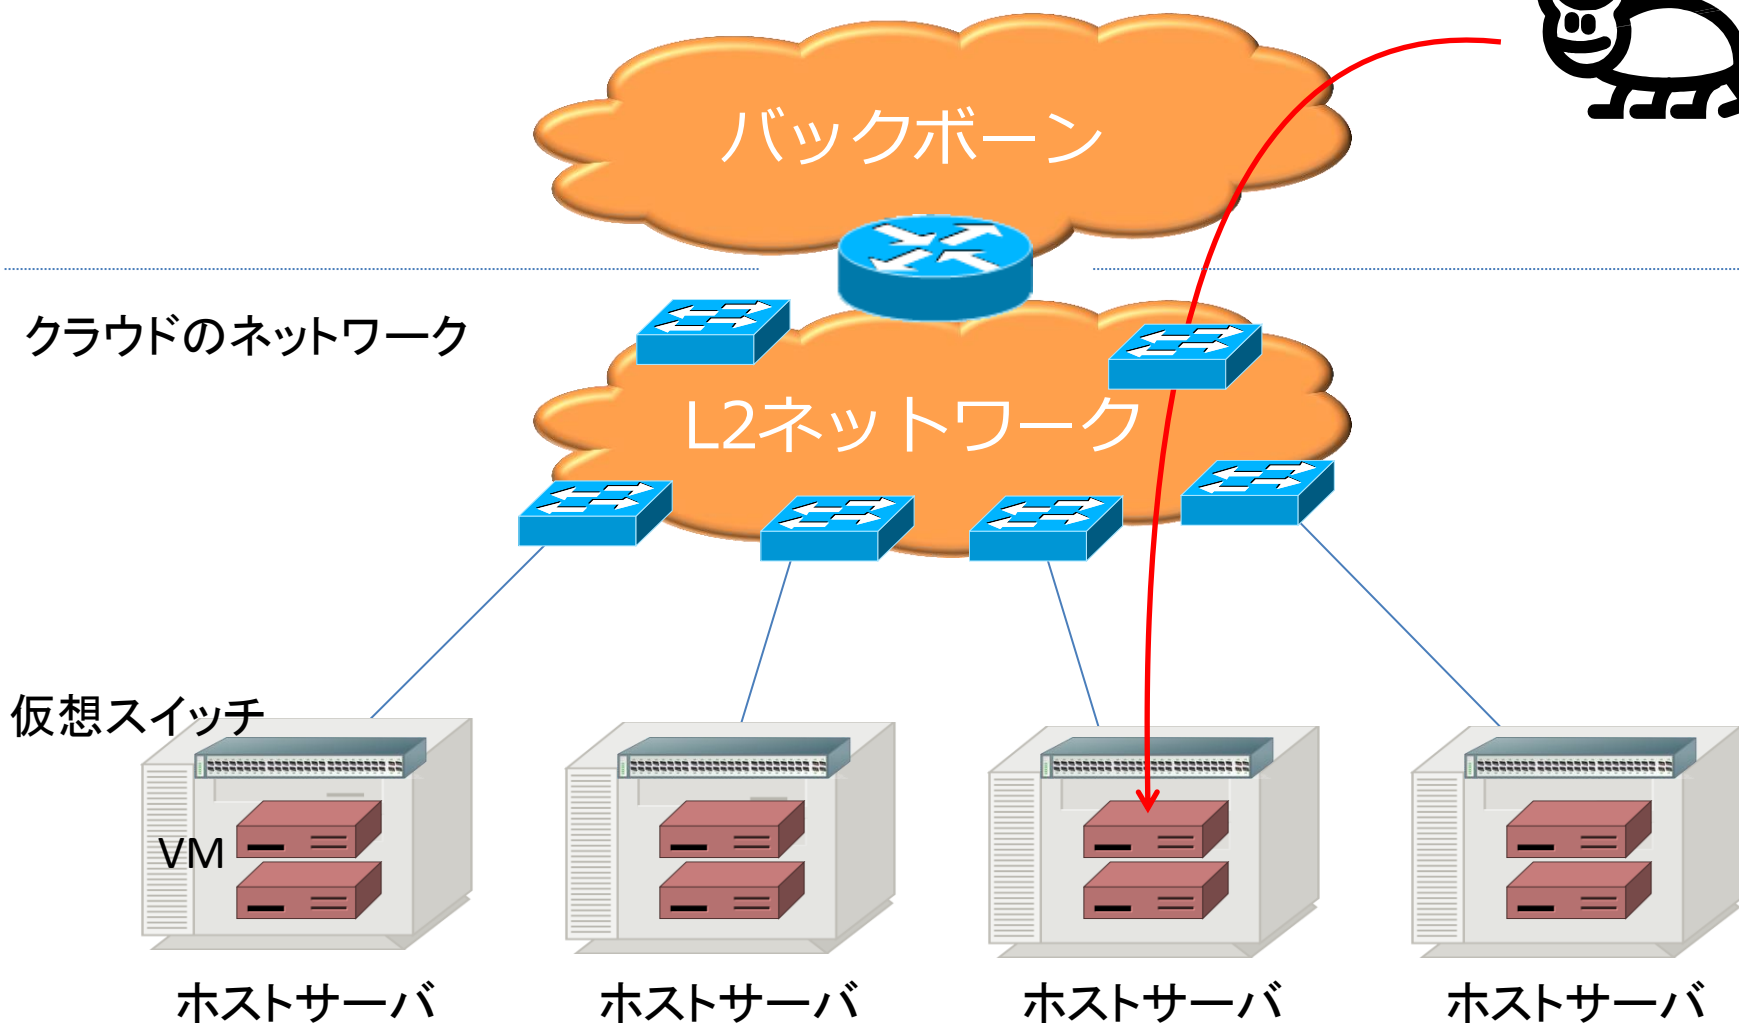 バックボーン
クラウドのネットワーク
L2ネットワーク
仮想スイッチ
VM
ホストサーバ
ホストサーバ
ホストサーバ
ホストサーバ